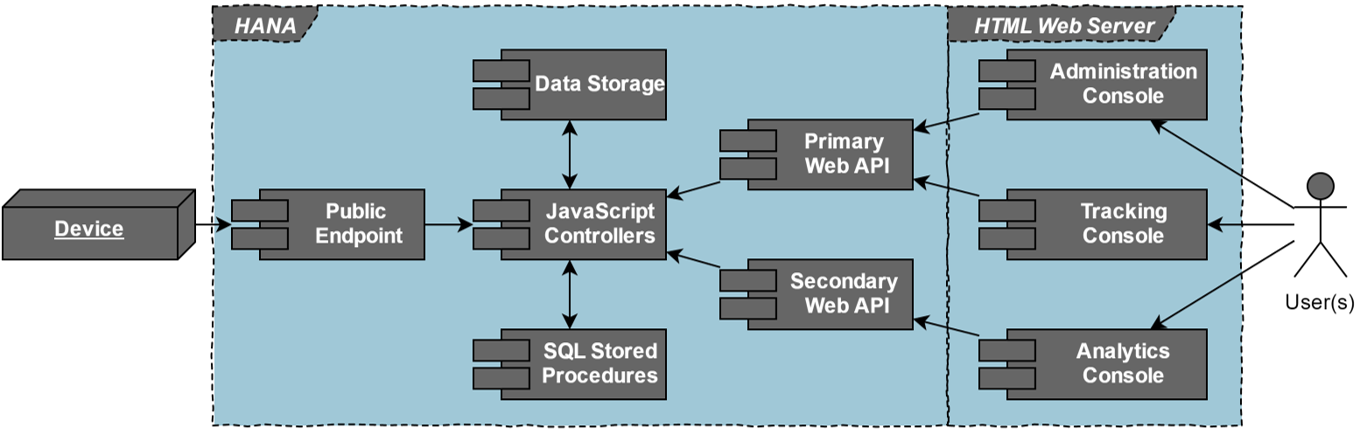 HANA
HTML Web Server
Data Storage
Administration
Console
Primary
Web API
Device
Public
Endpoint
JavaScript
Controllers
Tracking
Console
Secondary
Web API
User(s)
SQL Stored
Procedures
Analytics
Console